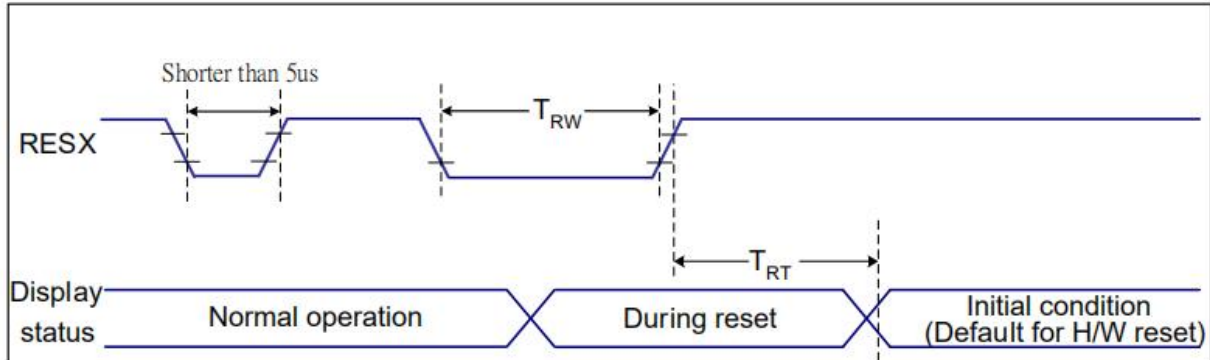 Shorter than 5us
RESX
TRW
TRT
Display
status
Normal operation
During reset
Initial condition
(Default for H/W reset)